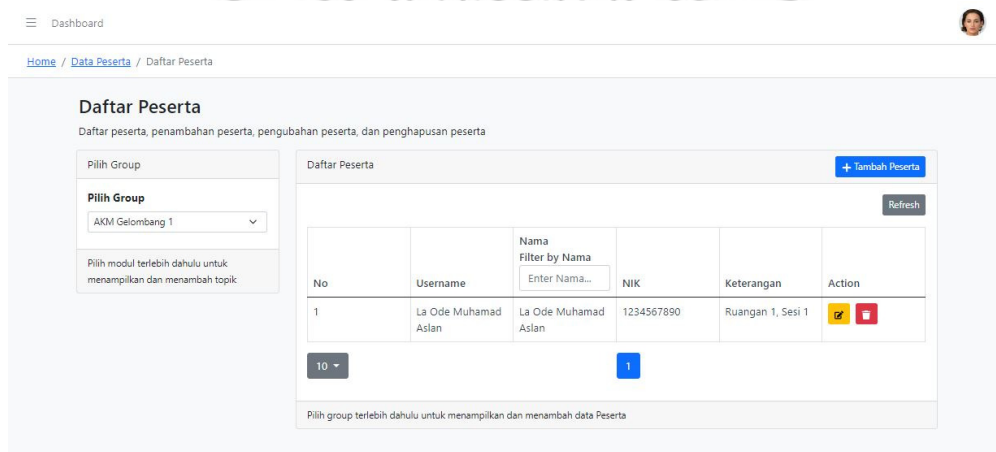 Dashboard
Home / Data Peserta / Daftar Peserta
Daftar Peserta
Daftar peserta, penambahan peserta, pengubahan peserta, dan penghapusan peserta
Pilih Group
Pilih Group
AKM Gelombang 1
Pilih modul terlebih dahulu untuk
menampilkan dan menambah topik
Daftar Peserta
+ Tambah Peserta
Refresh
No
Username
Nama
Filter by Nama
Enter Nama...
NIK
Keterangan
Action
1
La Ode Muhamad
Aslan
La Ode Muhamad
Aslan
1234567890
Ruangan 1, Sesi 1
10
1
Pilih group terlebih dahulu untuk menampilkan dan menambah data Peserta